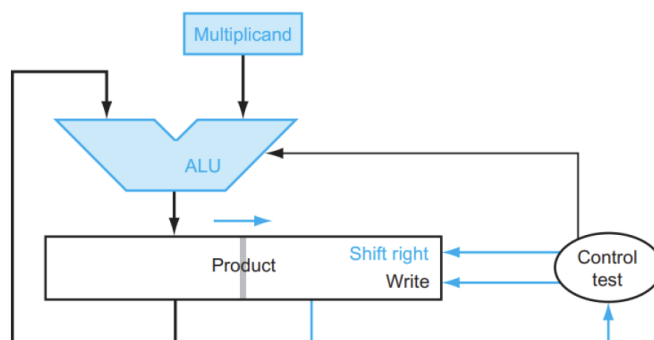 Multiplicand
ALU
Shift right
Product
Write
Control
test